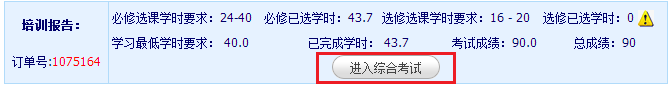 培训报告：
订单号:1075164
必修选课学时要求：24-40 必修已选学时：43.7 选修选课学时要求：16 - 20 选修已选学时：0
学习最低学时要求： 40.0 已完成学时： 43.7 考试成绩：90.0 总成绩：90
进入综合考试